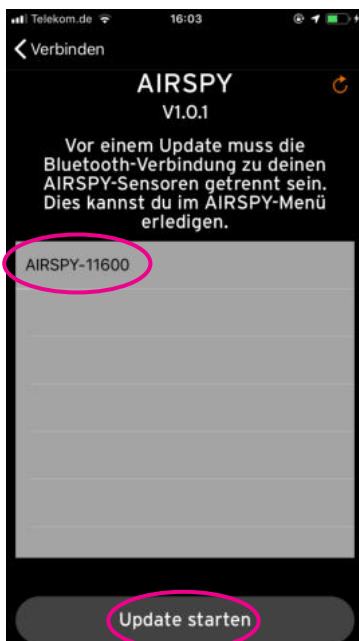 Telekom.de 16:03
Verbinden
AIRSPY
V1.0.1
Vor einem Update muss die
Bluetooth-Verbindung zu deinen
AIRSPY-Sensoren getrennt sein.
Dies kannst du im AIRSPY-Menü
erledigen.
AIRSPY-11600
Update starten